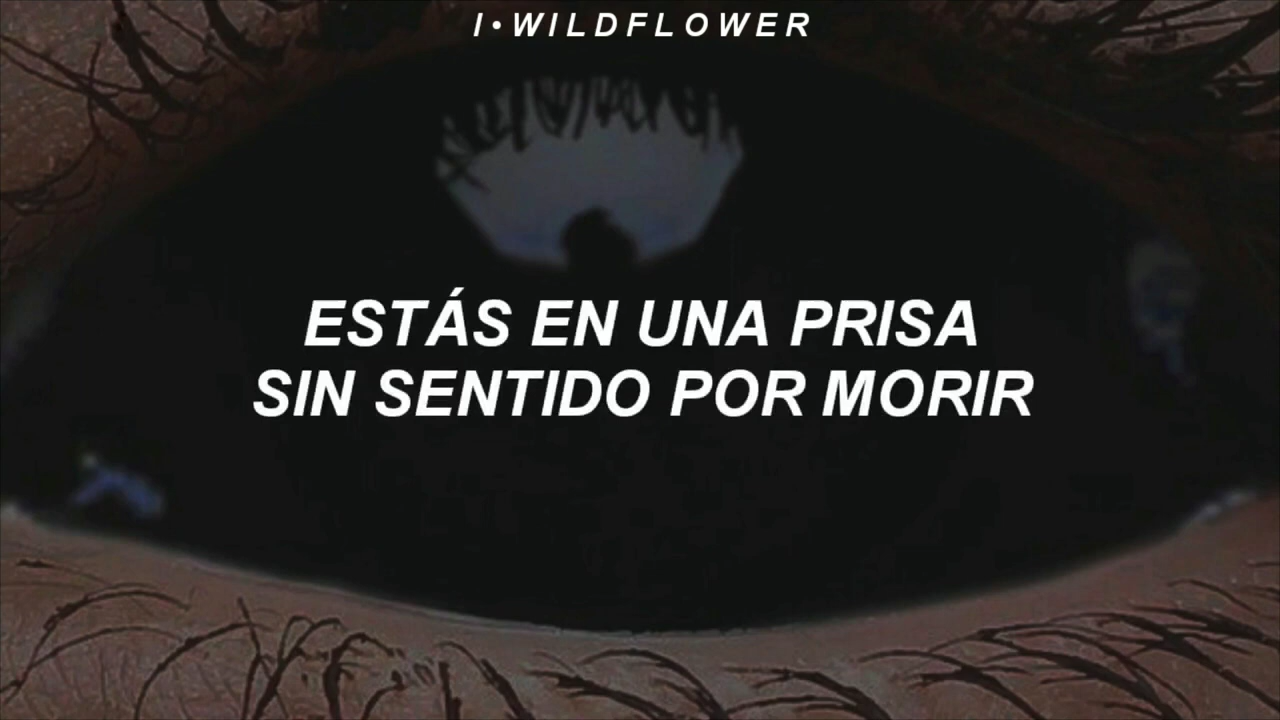 I•WILDFLOWER
ESTÁS EN UNA PRISA
SIN SENTIDO POR MORIR